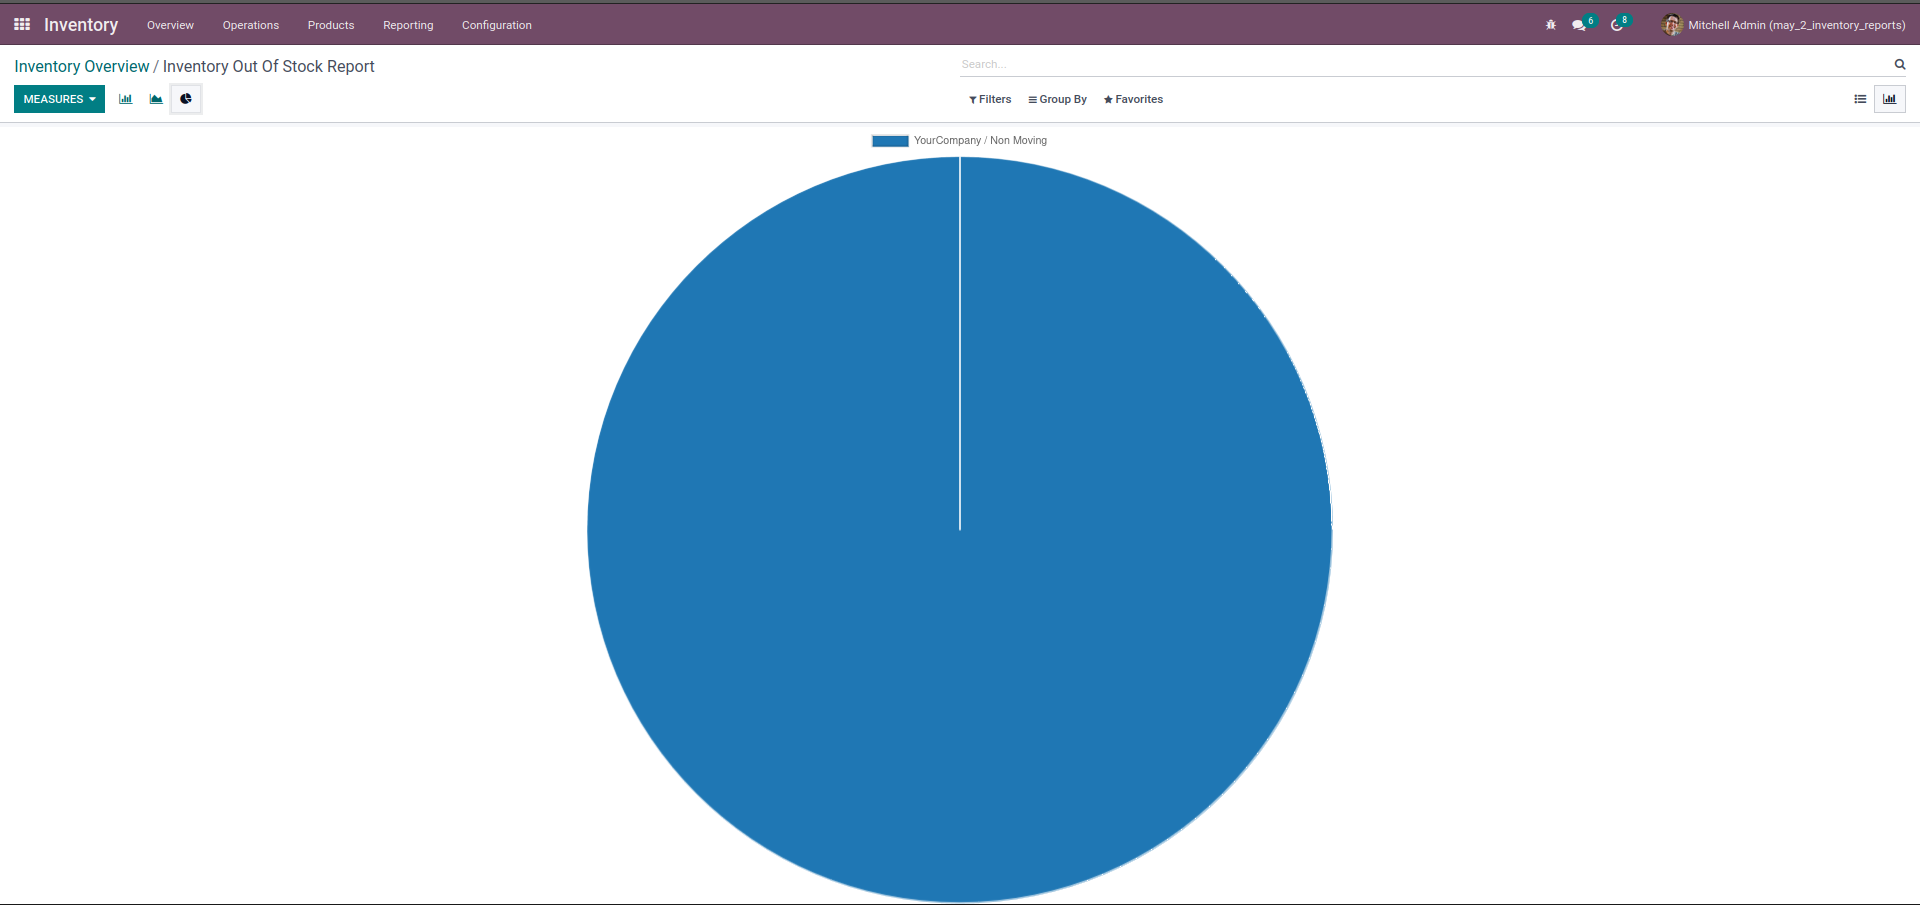 Inventory Overview Operations Products Reporting Configuration 6 8 Mitchell Admin (may_2_inventory_reports)
Inventory Overview / Inventory Out Of Stock Report Search...
MEASURES Filters Group By Favorites
YourCompany / Non Moving